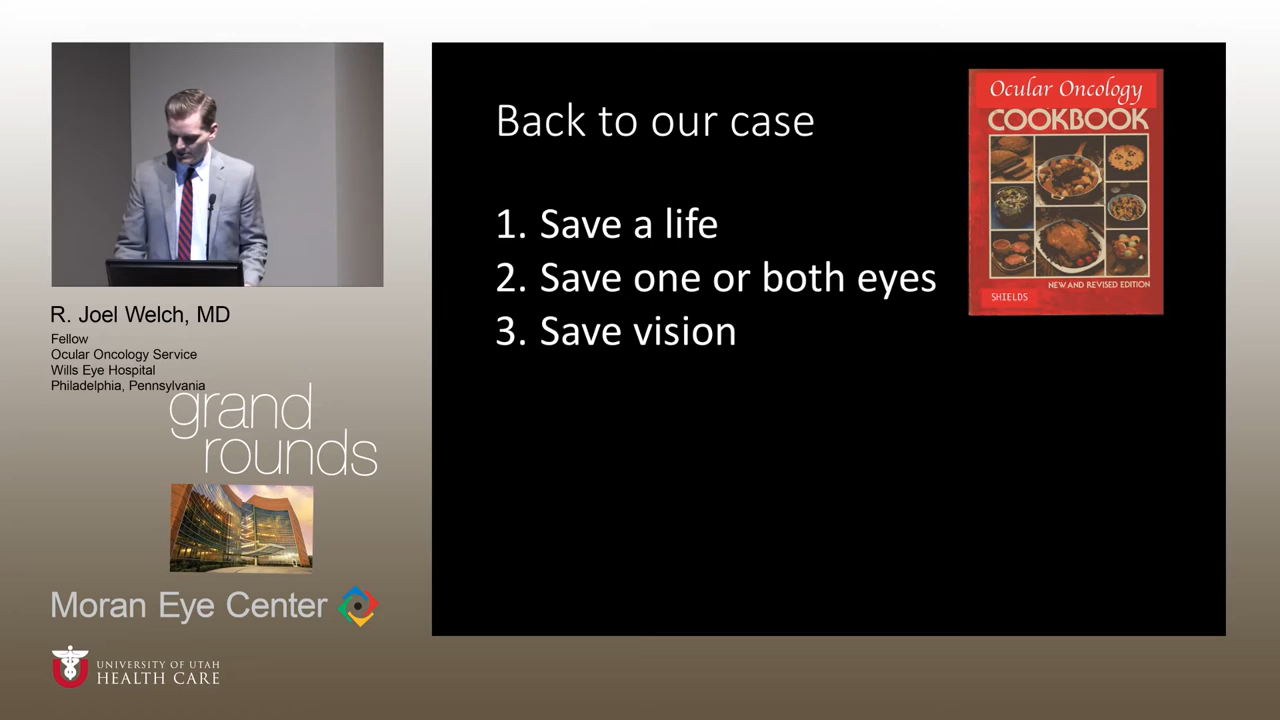 Back to our case
1. Save a life
2. Save one or both eyes
3. Save vision
Ocular Oncology
COOKBOOK
NEW AND REVISED EDITION
SHIELDS
R. Joel Welch, MD
Fellow
Ocular Oncology Service
Wills Eye Hospital
Philadelphia, Pennsylvania
grand
rounds
Moran Eye Center
U
UNIVERSITY OF UTAH
HEALTH CARE